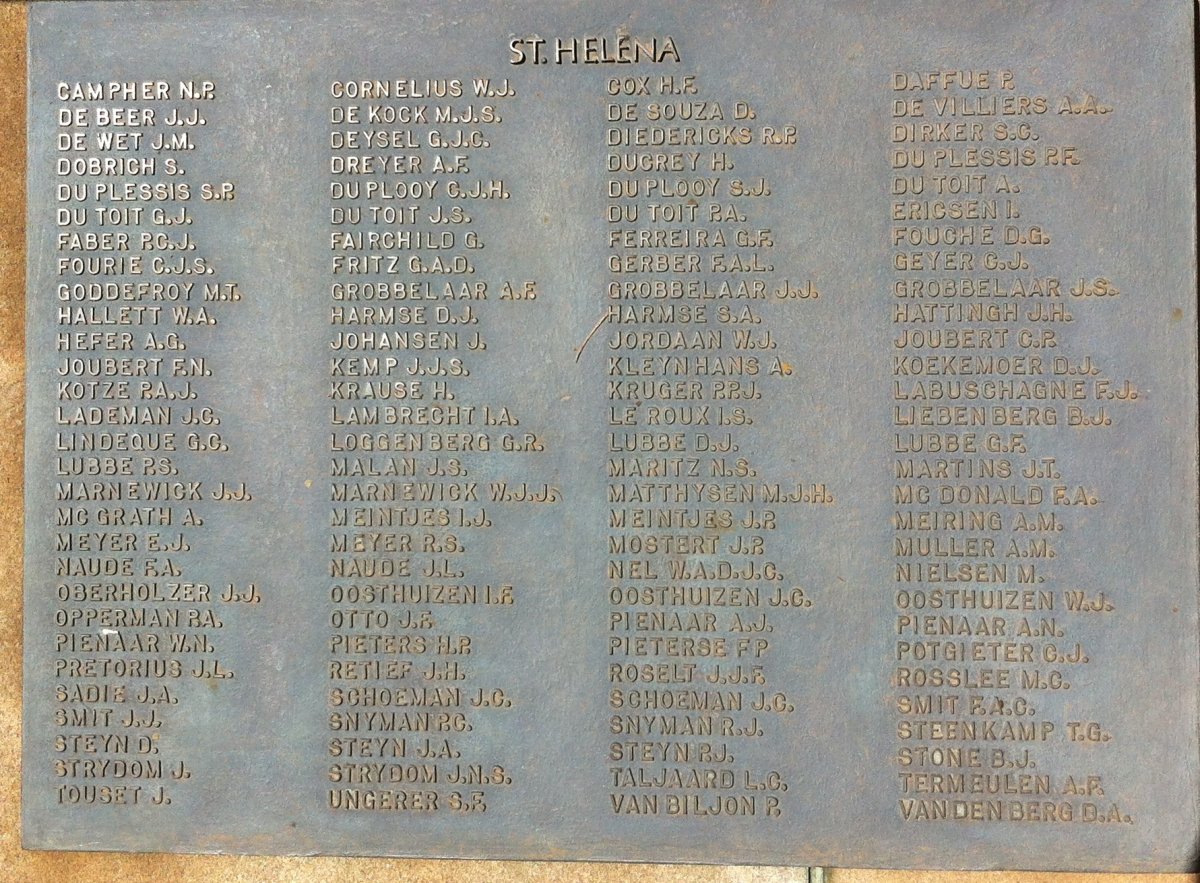 ST. HELENA
CAMPHER N.P. CORNELIUS W.J. COX H.F. DAFFUE P.
DE BEER J.J. DE KOCK M.J.S. DE SOUZA D. DE VILLIERS A.A.
DE WET J.M. DEYSEL G.J.C. DIEDERICKS R.P. DIRKER S.C.
DOBRICH S. DREYER A.F. DUCREY H. DU PLESSIS P.F.
DU PLESSIS S.P. DU PLOOY C.J.H. DU PLOOY S.J. DU TOIT A.
DU TOIT G.J. DU TOIT J.S. DU TOIT P.A. ERICSEN I.
FABER P.C.J. FAIRCHILD G. FERREIRA G.F. FOUCHE D.G.
FOURIE C.J.S. FRITZ G.A.D. GERBER F.A.L. GEYER C.J.
GODDEFROY M.T. GROBBELAAR A.F. GROBBELAAR J.J. GROBBELAAR J.S.
HALLETT W.A. HARMSE D.J. HARMSE S.A. HATTINGH J.H.
HEFER A.G. JOHANSEN J. JORDAAN W.J. JOUBERT C.P.
JOUBERT F.N. KEMP J.J.S. KLEYNHANS A. KOEKEMOER D.J.
KOTZE P.A.J. KRAUSE H. KRUGER P.P.J. LABUSCHAGNE F.J.
LADEMAN J.C. LAMBRECHT I.A. LE ROUX I.S. LIEBENBERG B.J.
LINDEQUE G.C. LOGGENBERG G.R. LUBBE D.J. LUBBE G.F.
LUBBE P.S. MALAN J.S. MARITZ N.S. MARTINS J.T.
MARNEWICK J.J. MARNEWICK W.J.J. MATTHYSEN M.J.H. MC DONALD F.A.
MC GRATH A. MEINTJES I.J. MEINTJES J.P. MEIRING A.M.
MEYER E.J. MEYER R.S. MOSTERT J.P. MULLER A.M.
NAUDE F.A. NAUDE J.L. NEL W.A.D.J.C. NIELSEN M.
OBERHOLZER J.J. OOSTHUIZEN I.F. OOSTHUIZEN J.C. OOSTHUIZEN W.J.
OPPERMAN P.A. OTTO J.F. PIENAAR A.J. PIENAAR A.N.
PIENAAR W.N. PIETERS H.P. PIETERSE F P POTGIETER C.J.
PRETORIUS J.L. RETIEF J.H. ROSELT J.J.F. ROSSLEE M.C.
SADIE J.A. SCHOEMAN J.C. SCHOEMAN J.C. SMIT F.A.C.
SMIT J.J. SNYMAN P.C. SNYMAN R.J. STEENKAMP T.G.
STEYN D. STEYN J.A. STEYN P.J. STONE B.J.
STRYDOM J. STRYDOM J.N.S. TALJAARD L.C. TERMEULEN A.F.
TOUSET J. UNGERER S.F. VAN BILJON P. VAN DEN BERG D.A.